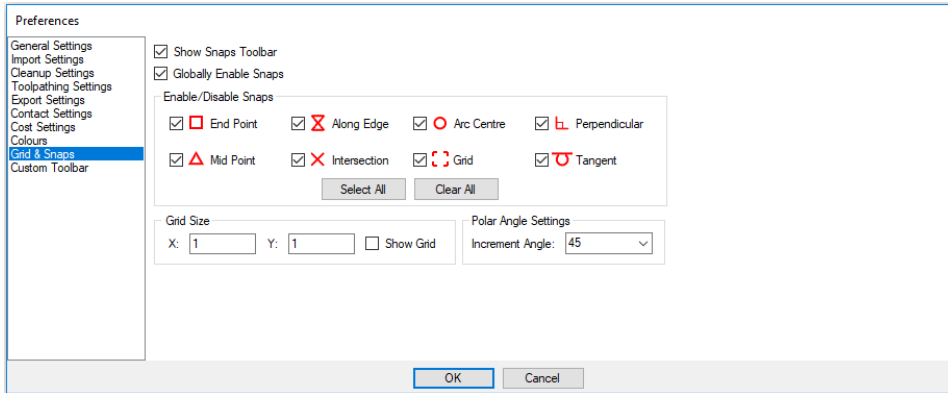 Preferences
General Settings
Import Settings
Cleanup Settings
Toolpathing Settings
Export Settings
Contact Settings
Cost Settings
Colours
Grid & Snaps
Custom Toolbar
Show Snaps Toolbar
Globally Enable Snaps
Enable/Disable Snaps
End Point Along Edge Arc Centre Perpendicular
Mid Point Intersection Grid Tangent
Select All Clear All
Grid Size
X: 1 Y: 1 Show Grid
Polar Angle Settings
Increment Angle: 45
OK Cancel